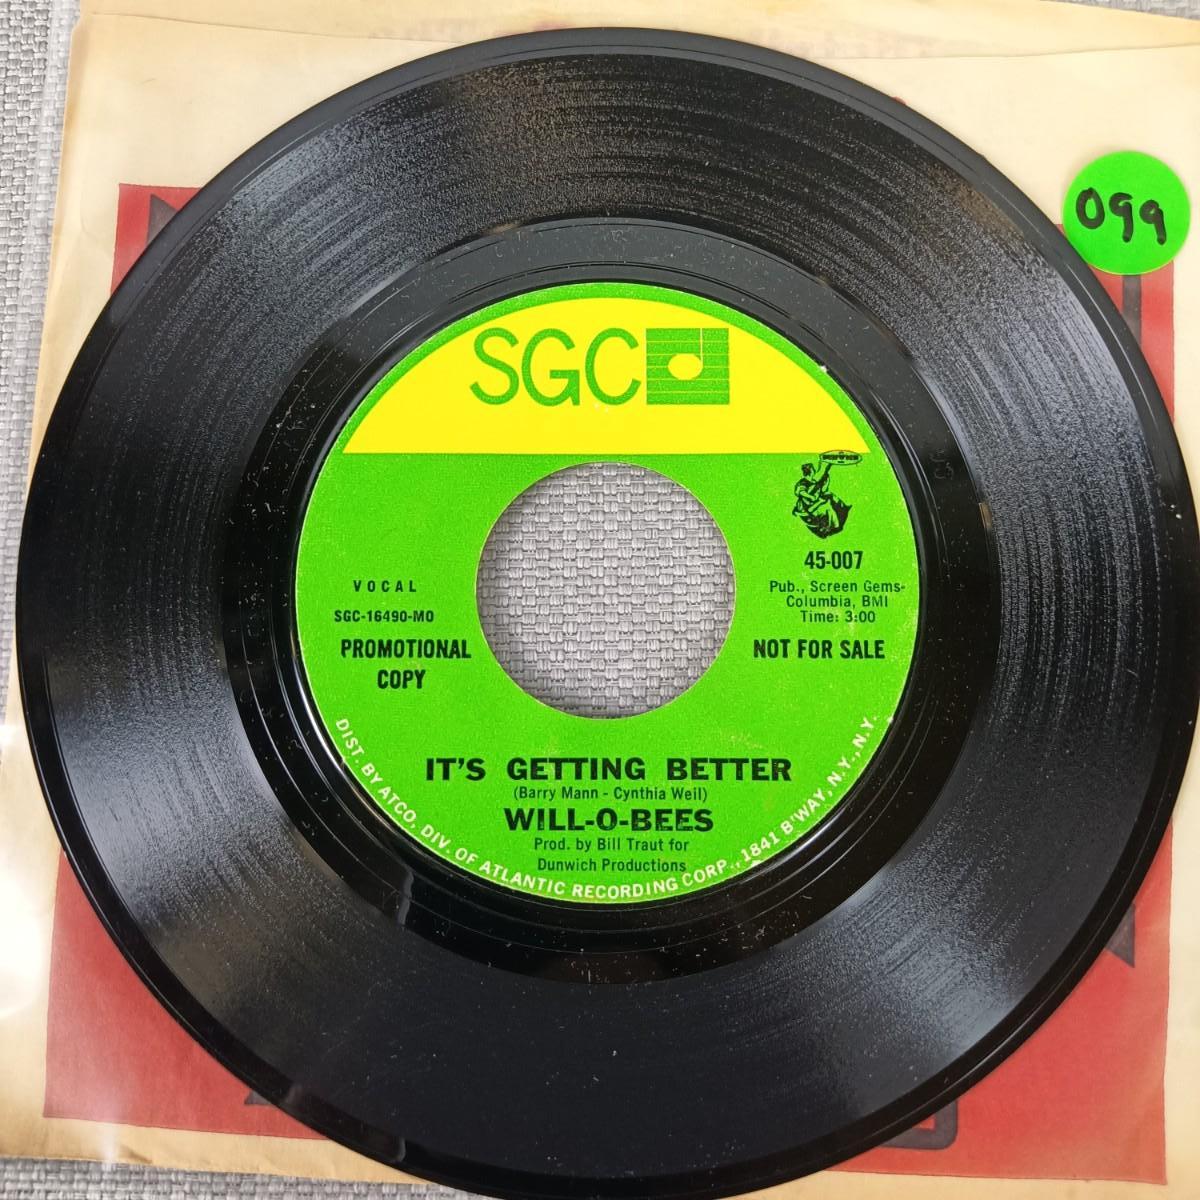 099
SGC
45-007
Pub., Screen Gems-
Columbia, BMI
Time: 3:00
NOT FOR SALE
VOCAL
SGC-16490-MO
PROMOTIONAL
COPY
IT'S GETTING BETTER
(Barry Mann - Cynthia Weil)
WILL-O-BEES
Prod. by Bill Traut for
Dunwich Productions
DIST. BY ATCO, DIV. OF ATLANTIC RECORDING CORP., 1841 B'WAY, N.Y., N.Y.